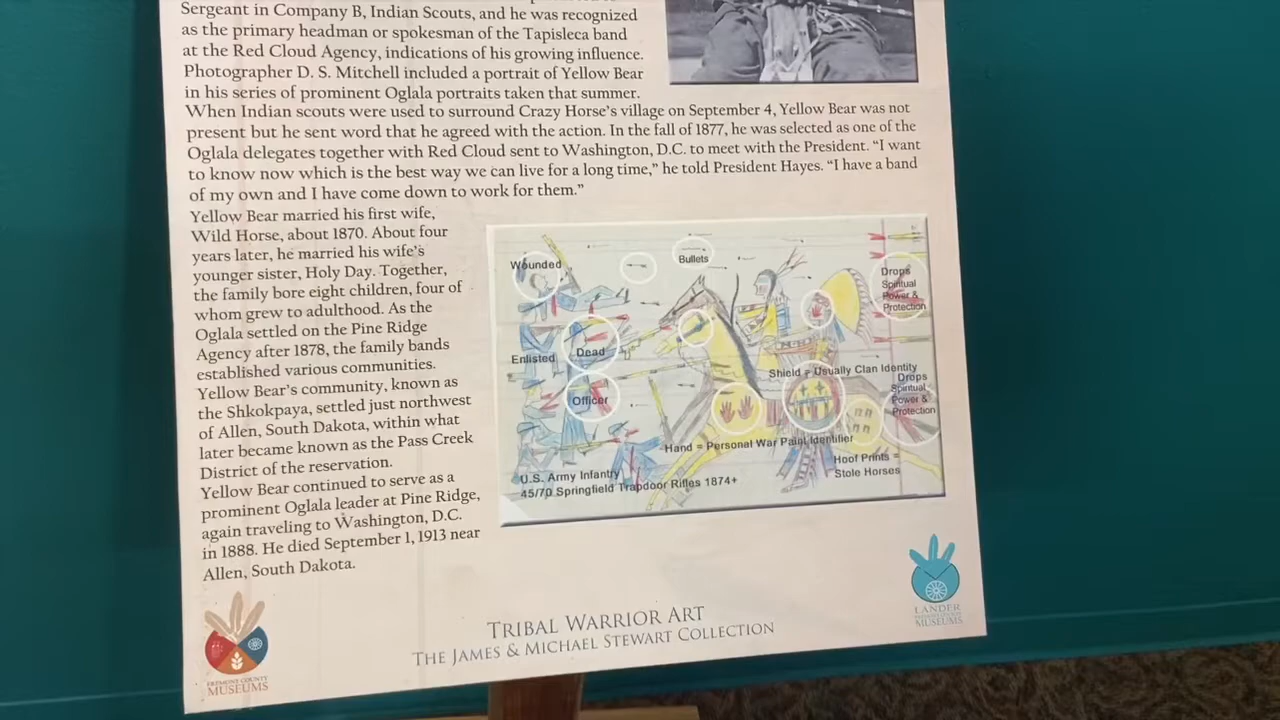 Sergeant in Company B, Indian Scouts, and he was recognized
as the primary headman or spokesman of the Tapisleca band
at the Red Cloud Agency, indications of his growing influence.
Photographer D. S. Mitchell included a portrait of Yellow Bear
in his series of prominent Oglala portraits taken that summer.
When Indian scouts were used to surround Crazy Horse's village on September 4, Yellow Bear was not
present but he sent word that he agreed with the action. In the fall of 1877, he was selected as one of the
Oglala delegates together with Red Cloud sent to Washington, D.C. to meet with the President. “I want
to know now which is the best way we can live for a long time,” he told President Hayes. “I have a band
of my own and I have come down to work for them.”
Yellow Bear married his first wife,
Wild Horse, about 1870. About four
years later, he married his wife's
younger sister, Holy Day. Together,
the family bore eight children, four of
whom grew to adulthood. As the
Oglala settled on the Pine Ridge
Agency after 1878, the family bands
established various communities.
Yellow Bear's community, known as
the Shkokpaya, settled just northwest
of Allen, South Dakota, within what
later became known as the Pass Creek
District of the reservation.
Yellow Bear continued to serve as a
prominent Oglala leader at Pine Ridge,
again traveling to Washington, D.C.
in 1888. He died September 1, 1913 near
Allen, South Dakota.
Wounded
Bullets
Drops
Spiritual
Power &
Protection
Enlisted
Dead
Officer
Shield = Usually Clan Identity
Drops
Spiritual
Power &
Protection
Hand = Personal War Paint Identifier
Hoof Prints =
Stole Horses
U.S. Army Infantry
45/70 Springfield Trapdoor Rifles 1874+
TRIBAL WARRIOR ART
THE JAMES & MICHAEL STEWART COLLECTION
FREMONT COUNTY
MUSEUMS
LANDER
MUSEUMS